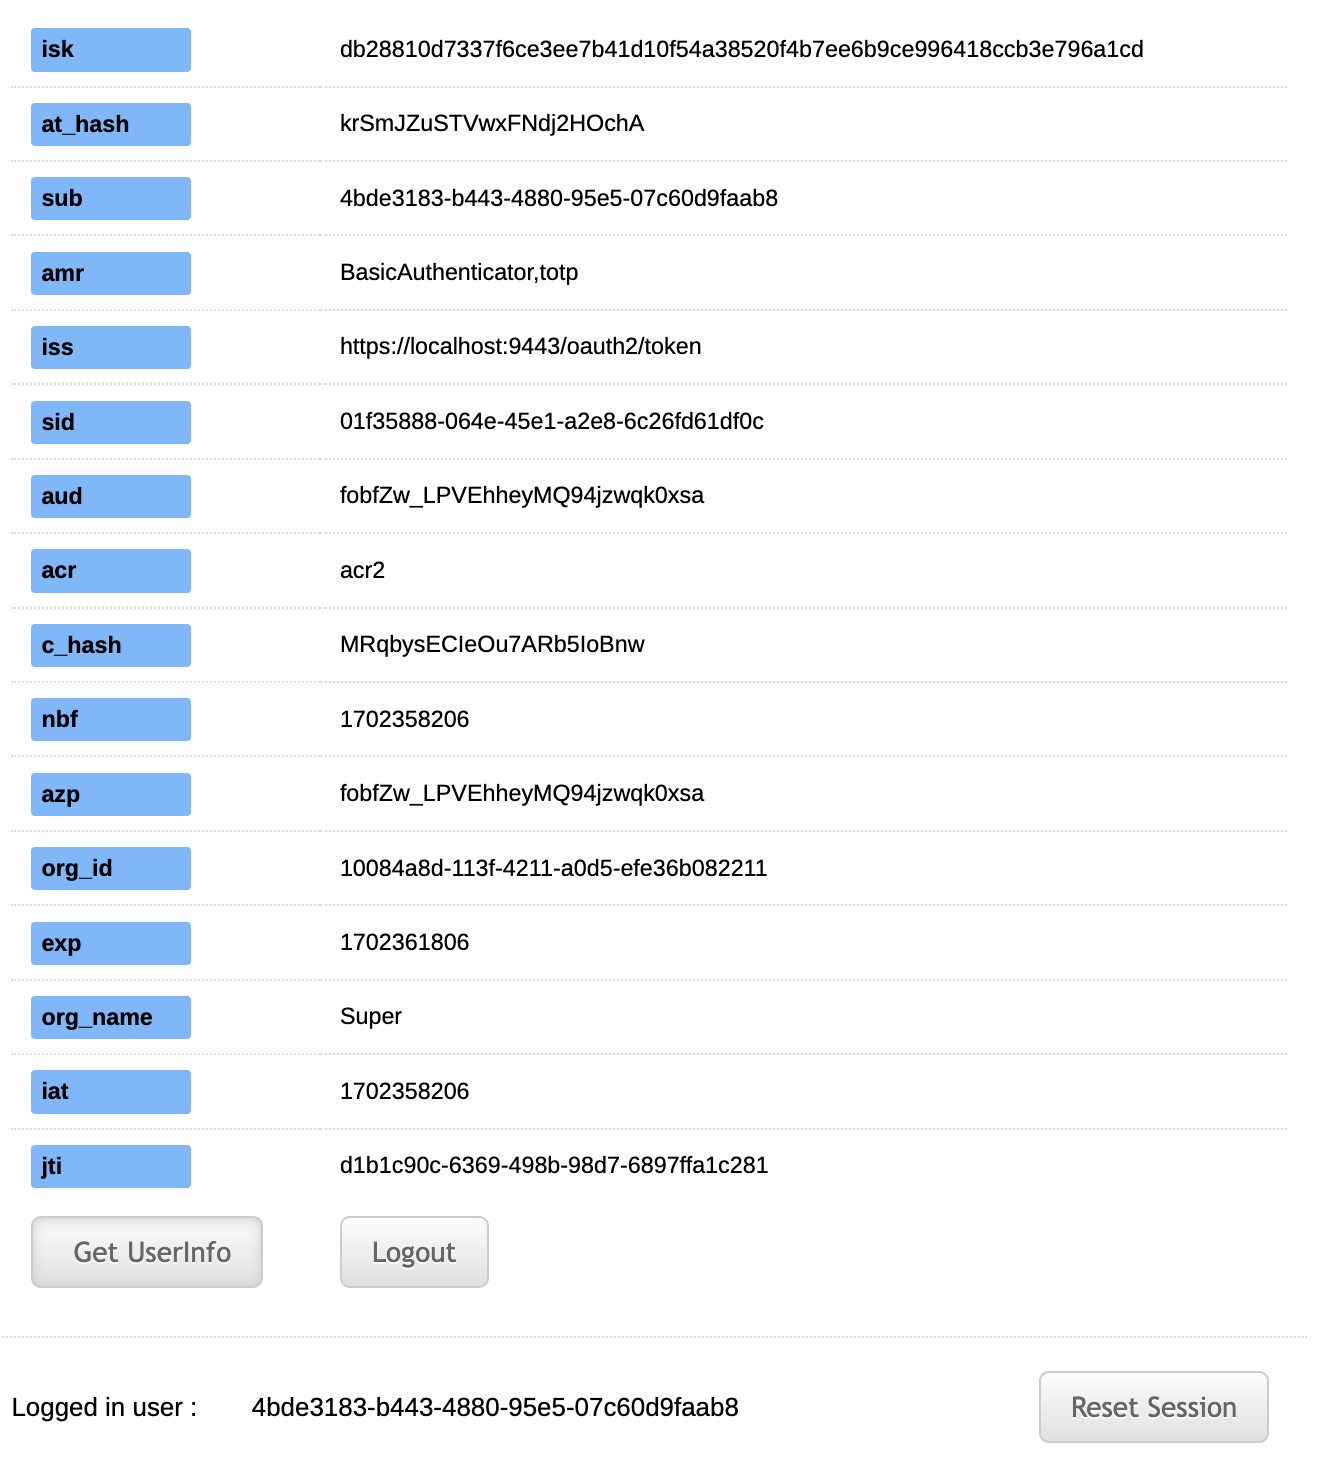 isk db28810d7337f6ce3ee7b41d10f54a38520f4b7ee6b9ce996418ccb3e796a1cd
at_hash krSmJZuSTVwxFNdj2HOchA
sub 4bde3183-b443-4880-95e5-07c60d9faab8
amr BasicAuthenticator,totp
iss https://localhost:9443/oauth2/token
sid 01f35888-064e-45e1-a2e8-6c26fd61df0c
aud fobfZw_LPVEhheyMQ94jzwqk0xsa
acr acr2
c_hash MRqbysECIeOu7ARb5IoBnw
nbf 1702358206
azp fobfZw_LPVEhheyMQ94jzwqk0xsa
org_id 10084a8d-113f-4211-a0d5-efe36b082211
exp 1702361806
org_name Super
iat 1702358206
jti d1b1c90c-6369-498b-98d7-6897ffa1c281
Get UserInfo Logout
Logged in user : 4bde3183-b443-4880-95e5-07c60d9faab8 Reset Session